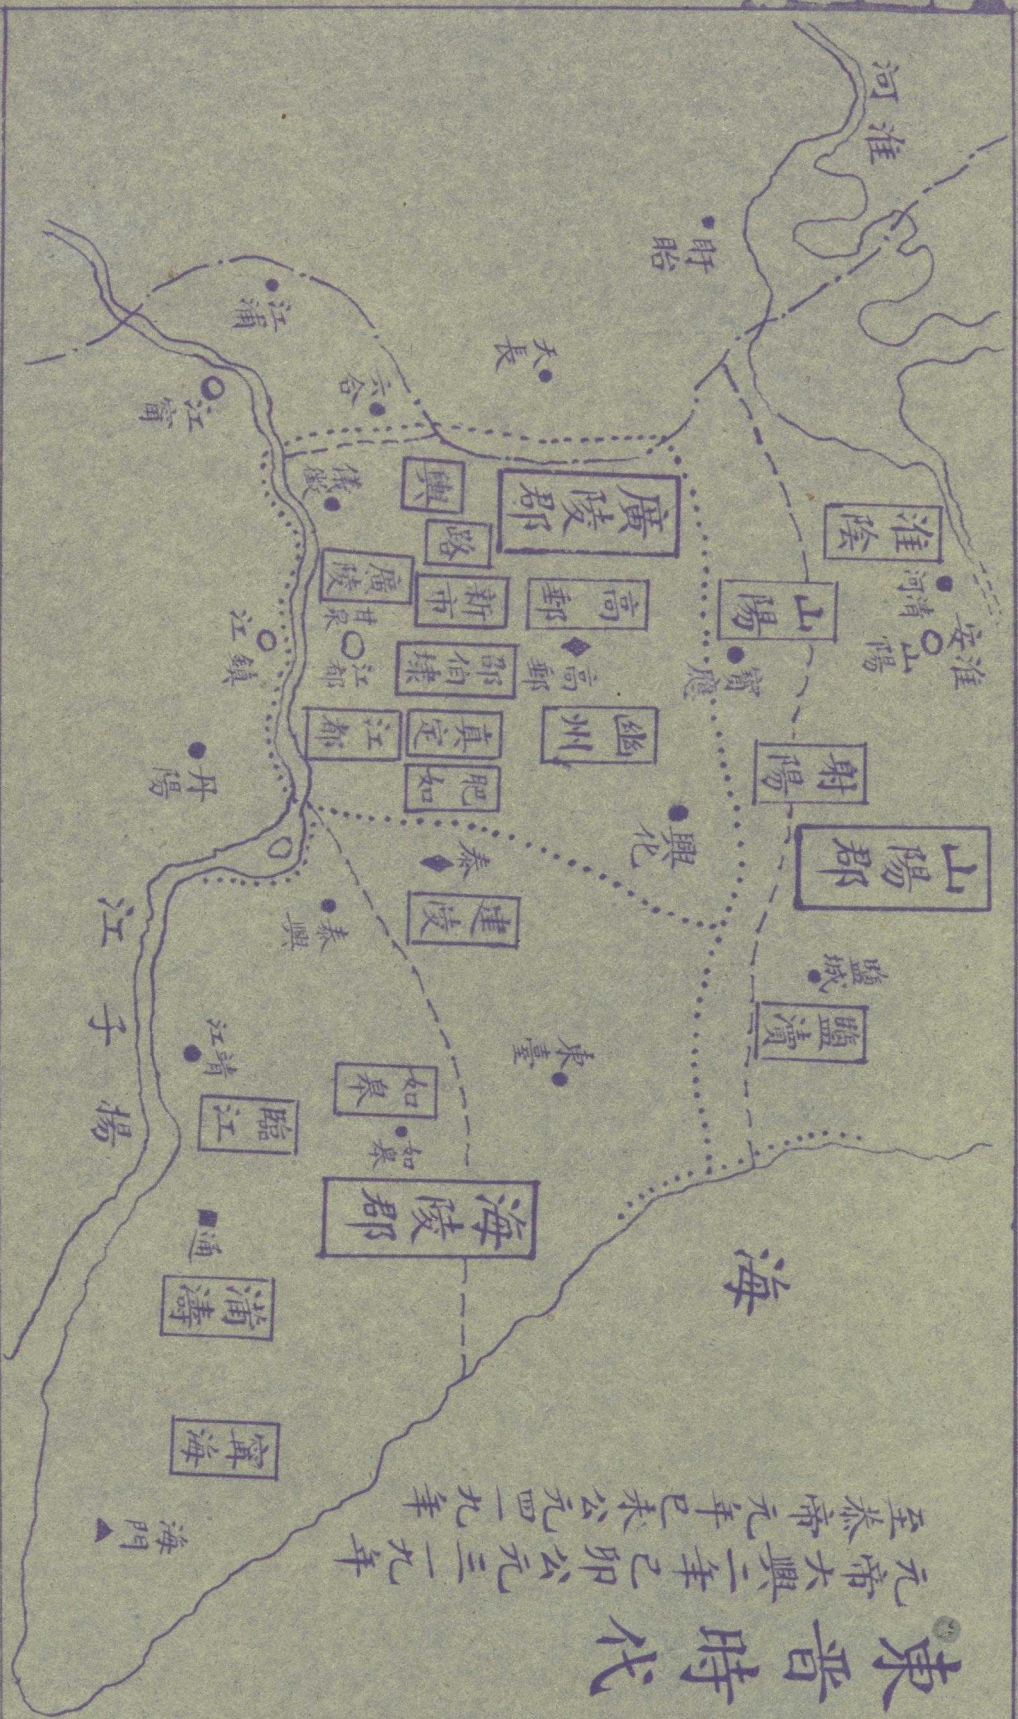 東晋時代
元帝大興二年己卯公元三一九年
至恭帝元年己未公元四一九年
海
山陽郡
廣陵郡
海陵郡
淮陰
山陽
射陽
鹽瀆
高郵
幽州
輿
路
新市
邵伯埭
真定
肥如
廣陵
江都
建陵
如皋
臨江
蒲濤
寧海
淮河
盱眙
天長
六合
江浦
江甯
儀徵
甘泉
江都
鎮江
丹陽
清河
淮安
山陽
寶應
高郵
興化
泰
泰興
鹽城
東臺
靖江
如皋
通
海門
揚子江